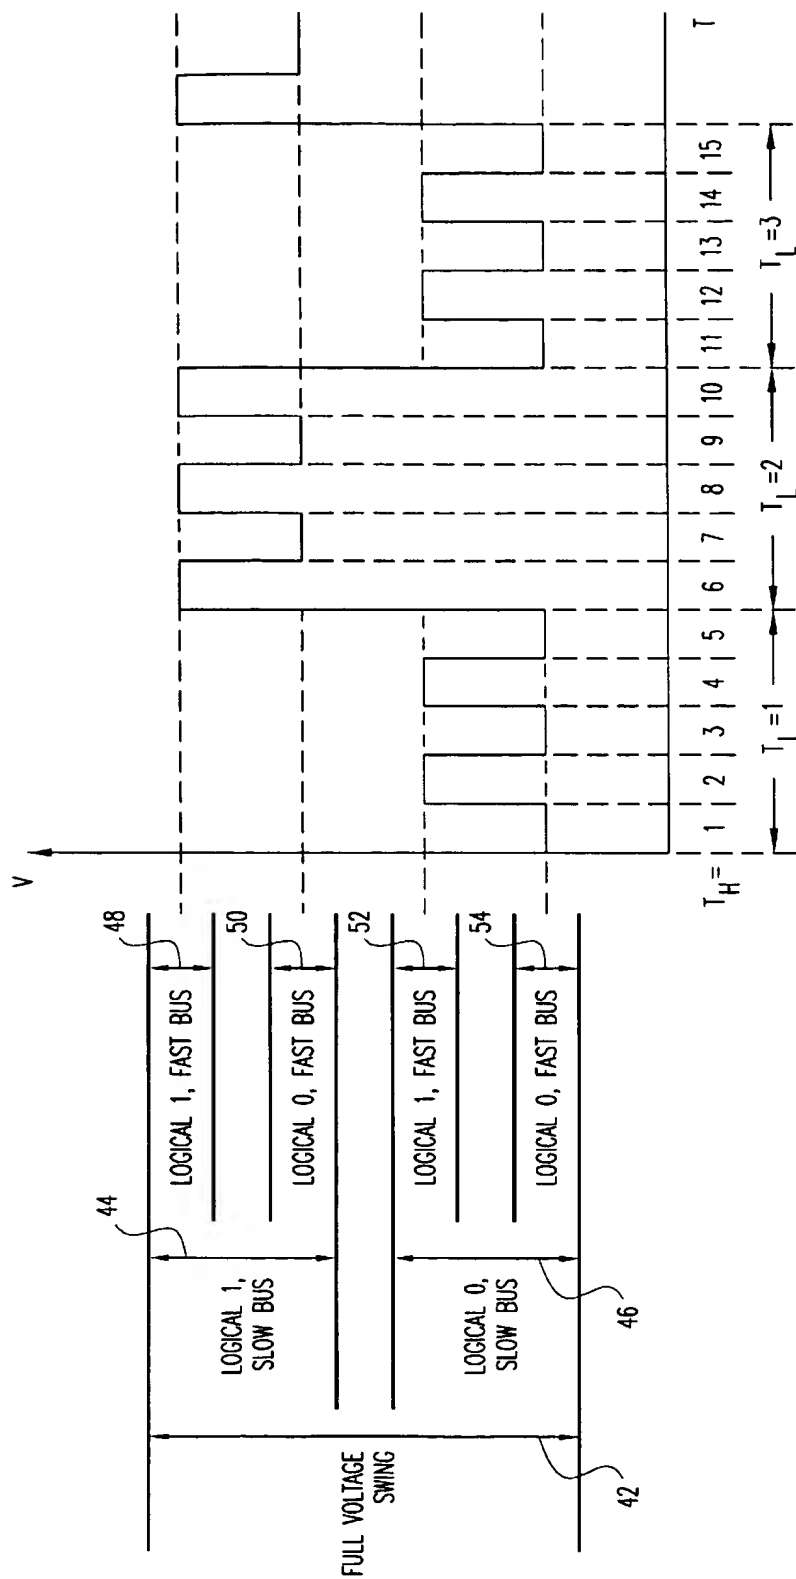 V
FULL VOLTAGE
SWING
42
LOGICAL 1,
SLOW BUS
44
LOGICAL 0,
SLOW BUS
46
LOGICAL 1, FAST BUS
48
LOGICAL 0, FAST BUS
50
LOGICAL 1, FAST BUS
52
LOGICAL 0, FAST BUS
54
T_H = 1 2 3 4 5 6 7 8 9 10 11 12 13 14 15 T
T_L=1 T_L=2 T_L=3